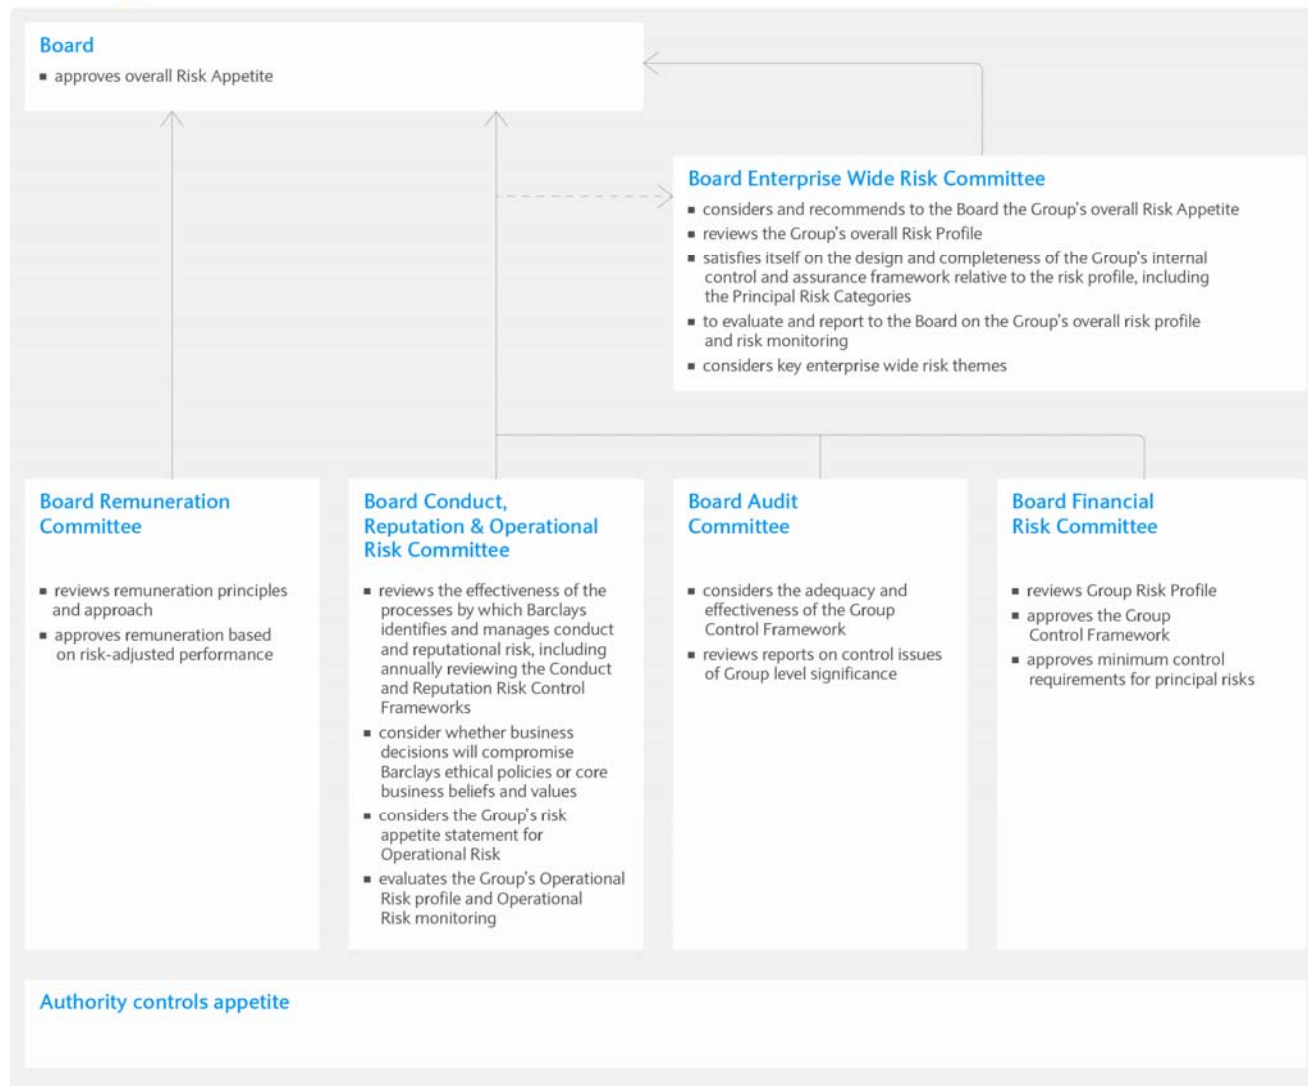 Board
▪ approves overall Risk Appetite
Board Enterprise Wide Risk Committee
▪ considers and recommends to the Board the Group's overall Risk Appetite
▪ reviews the Group's overall Risk Profile
▪ satisfies itself on the design and completeness of the Group's internal
control and assurance framework relative to the risk profile, including
the Principal Risk Categories
▪ to evaluate and report to the Board on the Group's overall risk profile
and risk monitoring
▪ considers key enterprise wide risk themes
Board Remuneration
Committee
▪ reviews remuneration principles
and approach
▪ approves remuneration based
on risk-adjusted performance
Board Conduct,
Reputation & Operational
Risk Committee
▪ reviews the effectiveness of the
processes by which Barclays
identifies and manages conduct
and reputational risk, including
annually reviewing the Conduct
and Reputation Risk Control
Frameworks
▪ consider whether business
decisions will compromise
Barclays ethical policies or core
business beliefs and values
▪ considers the Group's risk
appetite statement for
Operational Risk
▪ evaluates the Group's Operational
Risk profile and Operational
Risk monitoring
Board Audit
Committee
▪ considers the adequacy and
effectiveness of the Group
Control Framework
▪ reviews reports on control issues
of Group level significance
Board Financial
Risk Committee
▪ reviews Group Risk Profile
▪ approves the Group
Control Framework
▪ approves minimum control
requirements for principal risks
Authority controls appetite